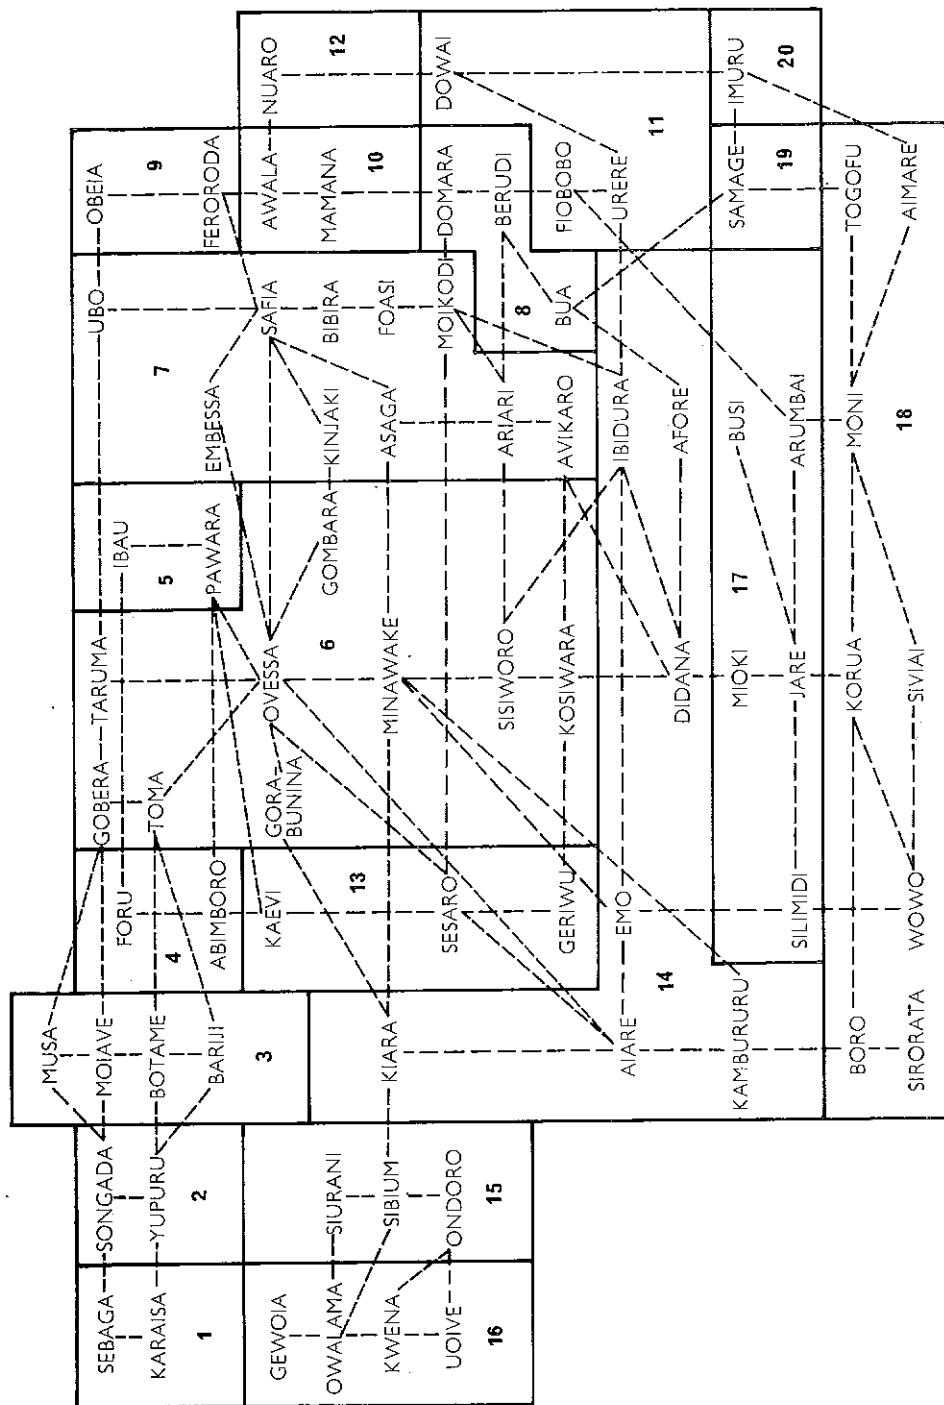 SEBAGA
KARAISA
1
SONGADA
YUPURU
2
MUSA
MOIAVE
BOTAME
BARIJI
3
FORU
ABIMBORO
4
IBAU
PAWARA
5
GOBERA
TARUMA
TOMA
OVESSA
GORA-
BUNINA
GOMBARA
MINAWAKE
SISIWORO
KOSIWARA
6
UBO
EMBESSA
SAFIA
BIBIRA
KINJAKI
FOASI
ASAGA
MOIKODI
ARIARI
AVIKARO
7
BERUDI
BUA
8
OBEIA
FERORODA
9
AWALA
MAMANA
10
DOMARA
DOWAI
FIOBOBO
URERE
IBIDURA
AFORE
DIDANA
11
NUARO
12
KAEVI
SESARO
GERIWU
13
KIARA
EMO
AIARE
KAMBURURU
14
SIURANI
SIBIUM
ONDORO
15
GEWOIA
OWALAMA
KWENA
UOIVE
16
BUSI
MIOKI
JARE
ARUMBAI
SILIMIDI
17
BORO
KORUA
MONI
TOGOFU
SIRORATA
WOWO
SIVIAI
AIMARE
18
SAMAGE
19
IMURU
20